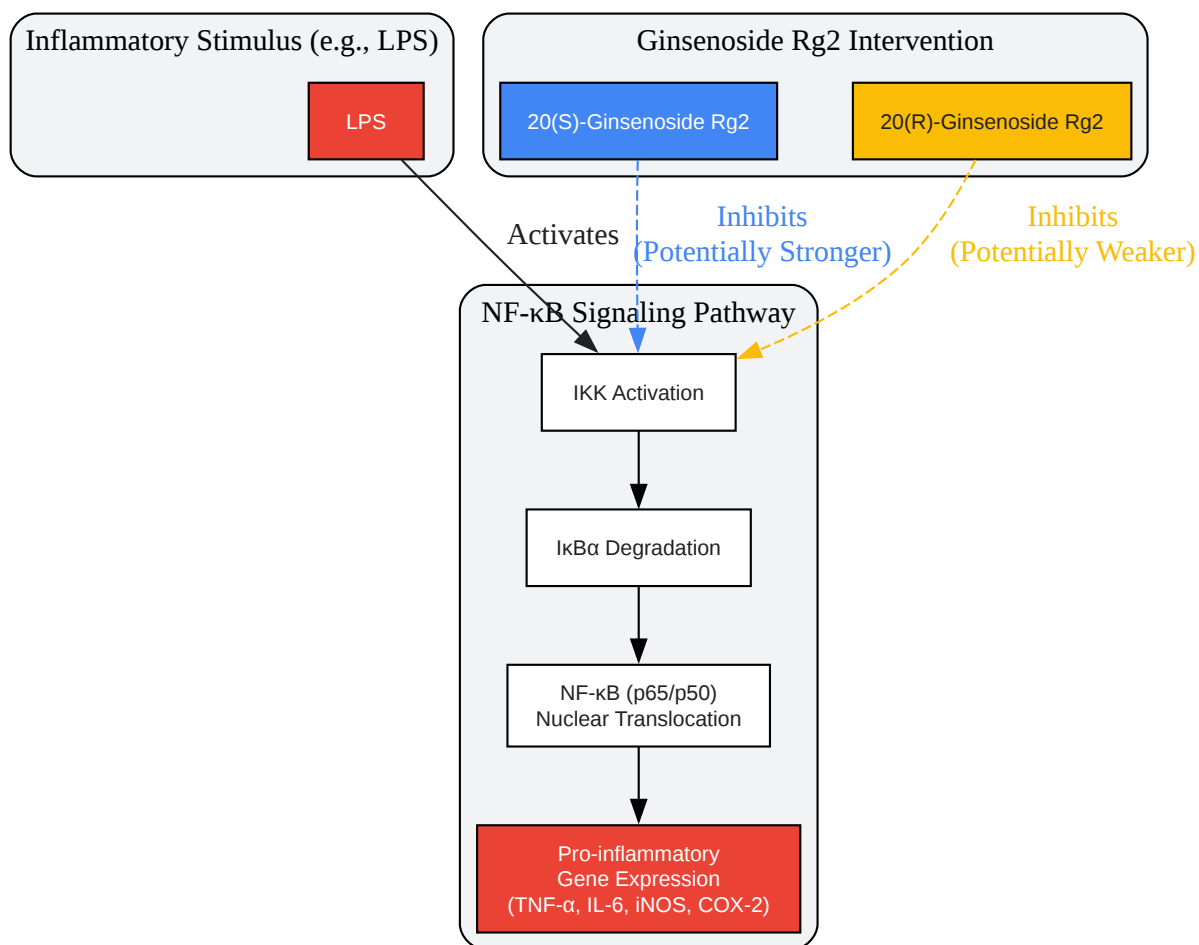 Inflammatory Stimulus (e.g., LPS)
Ginsenoside Rg2 Intervention
LPS
20(S)-Ginsenoside Rg2
20(R)-Ginsenoside Rg2
Activates
Inhibits
(Potentially Stronger)
Inhibits
(Potentially Weaker)
NF-κB Signaling Pathway
IKK Activation
IκBα Degradation
NF-κB (p65/p50)
Nuclear Translocation
Pro-inflammatory
Gene Expression
(TNF-α, IL-6, iNOS, COX-2)